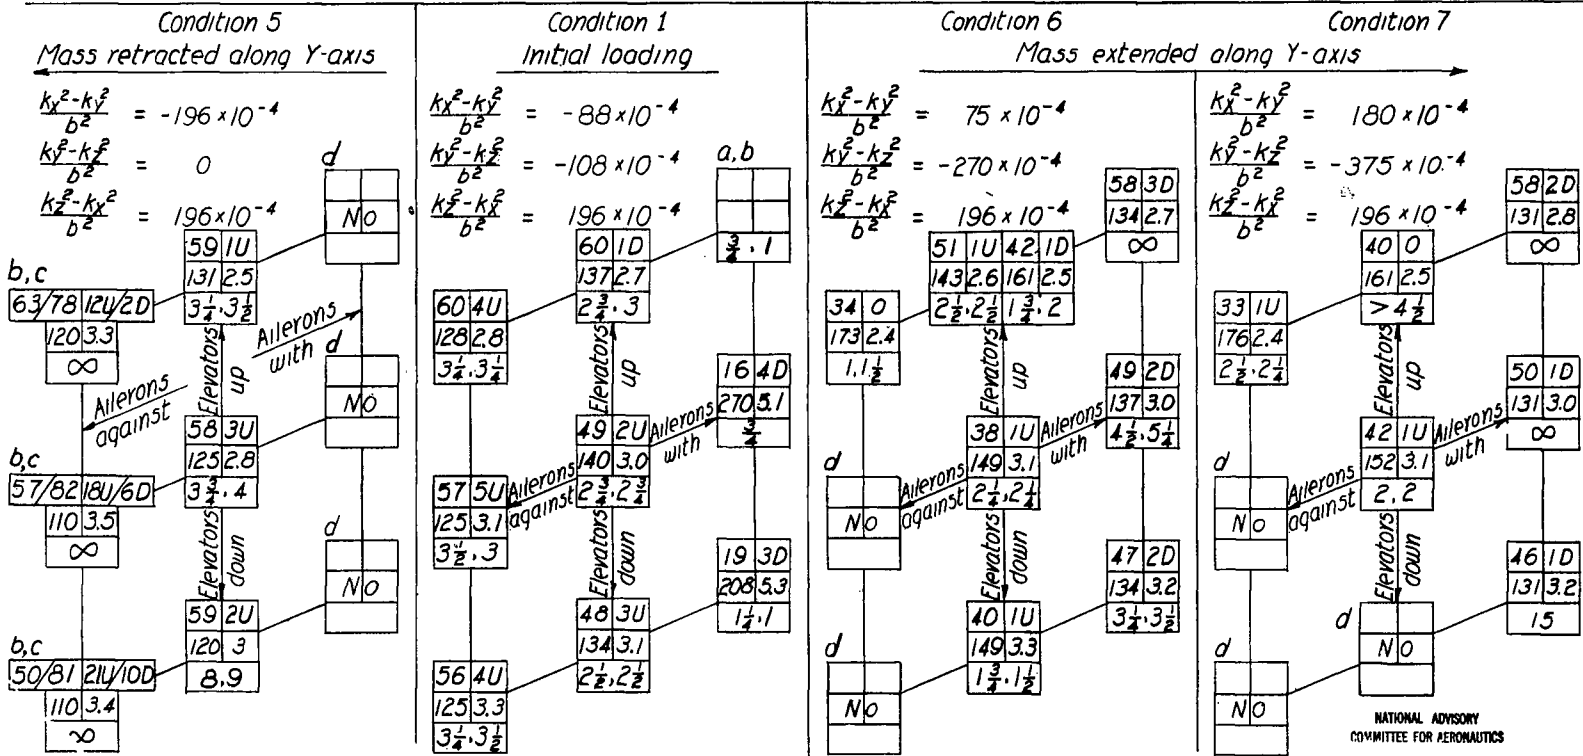 Condition 5
Mass retracted along Y-axis
kx²-ky²/b² = -196 × 10⁻⁴
ky²-kz²/b² = 0
kz²-kx²/b² = 196 × 10⁻⁴
d
NO
59 1U
131 2.5
3¼, 3½
b,c
63/78 12U/2D
120 3.3
∞
Elevators up
Ailerons with
d
NO
Ailerons against
58 3U
125 2.8
3¾, 4
b,c
57/82 18U/6D
110 3.5
∞
Elevators down
d
NO
59 2U
120 3
8, 9
b,c
50/81 21U/10D
110 3.4
∞
Condition 1
Initial loading
kx²-ky²/b² = -88 × 10⁻⁴
ky²-kz²/b² = -108 × 10⁻⁴
kz²-kx²/b² = 196 × 10⁻⁴
a,b
¾, 1
60 1D
137 2.7
2¾, 3
60 4U
128 2.8
3¼, 3¼
Elevators up
16 4D
270 5.1
¾
49 2U
140 3.0
2¾, 2¾
Ailerons with
Ailerons against
57 5U
125 3.1
3½, 3
Elevators down
19 3D
208 5.3
1¼, 1
48 3U
134 3.1
2½, 2½
56 4U
125 3.3
3¼, 3½
Condition 6
Condition 7
Mass extended along Y-axis
kx²-ky²/b² = 75 × 10⁻⁴
ky²-kz²/b² = -270 × 10⁻⁴
kz²-kx²/b² = 196 × 10⁻⁴
58 3D
134 2.7
∞
51 1U 42 1D
143 2.6 161 2.5
2½, 2½ 1¾, 2
34 0
173 2.4
1, 1½
Elevators up
49 2D
137 3.0
4½, 5¼
38 1U
149 3.1
2¼, 2¼
Ailerons with
Ailerons against
d
NO
Elevators down
47 2D
134 3.2
3¼, 3½
40 1U
149 3.3
1¾, 1½
d
NO
kx²-ky²/b² = 180 × 10⁻⁴
ky²-kz²/b² = -375 × 10⁻⁴
kz²-kx²/b² = 196 × 10⁻⁴
58 2D
131 2.8
∞
40 0
161 2.5
> 4½
33 1U
176 2.4
2½, 2¼
Elevators up
50 1D
131 3.0
∞
42 1U
152 3.1
2, 2
Ailerons with
Ailerons against
d
NO
Elevators down
46 1D
131 3.2
15
d
NO
d
NO
NATIONAL ADVISORY
COMMITTEE FOR AERONAUTICS